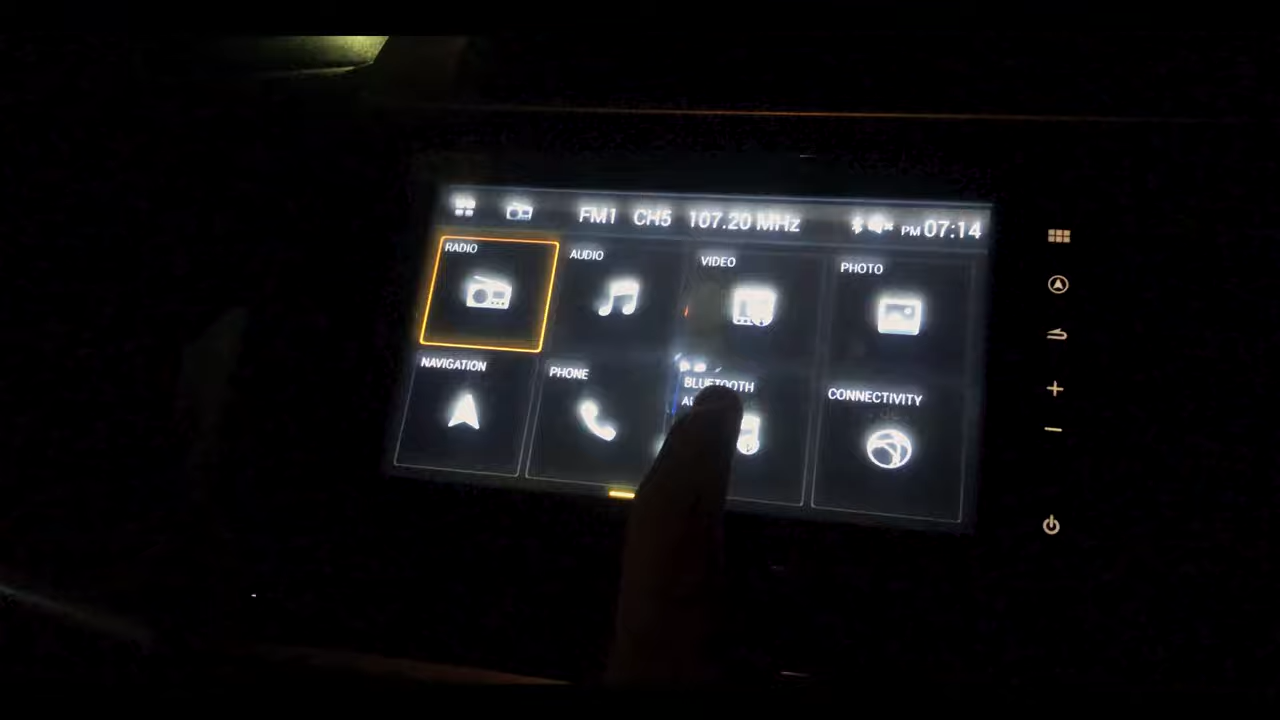 FM1 CH5 107.20 MHz PM 07:14
RADIO
AUDIO
VIDEO
PHOTO
NAVIGATION
PHONE
BLUETOOTH
CONNECTIVITY